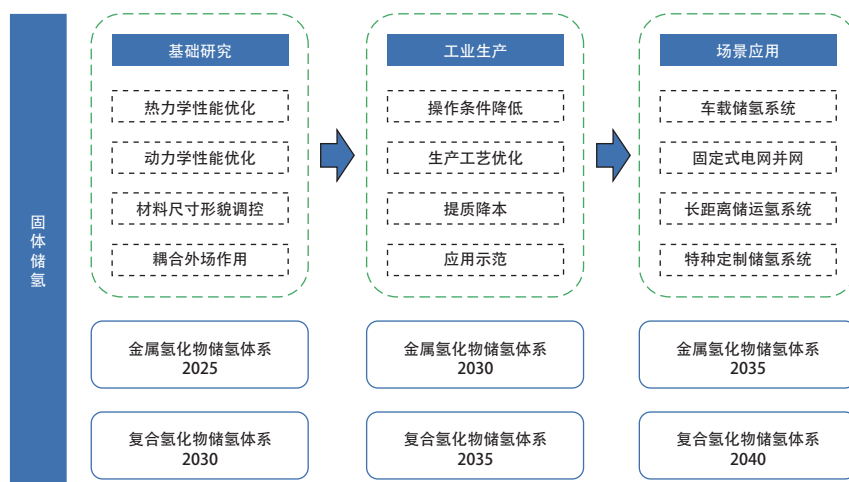 固体储氢
基础研究
热力学性能优化
动力学性能优化
材料尺寸形貌调控
耦合外场作用
工业生产
操作条件降低
生产工艺优化
提质降本
应用示范
场景应用
车载储氢系统
固定式电网并网
长距离储运氢系统
特种定制储氢系统
金属氢化物储氢体系
2025
金属氢化物储氢体系
2030
金属氢化物储氢体系
2035
复合氢化物储氢体系
2030
复合氢化物储氢体系
2035
复合氢化物储氢体系
2040